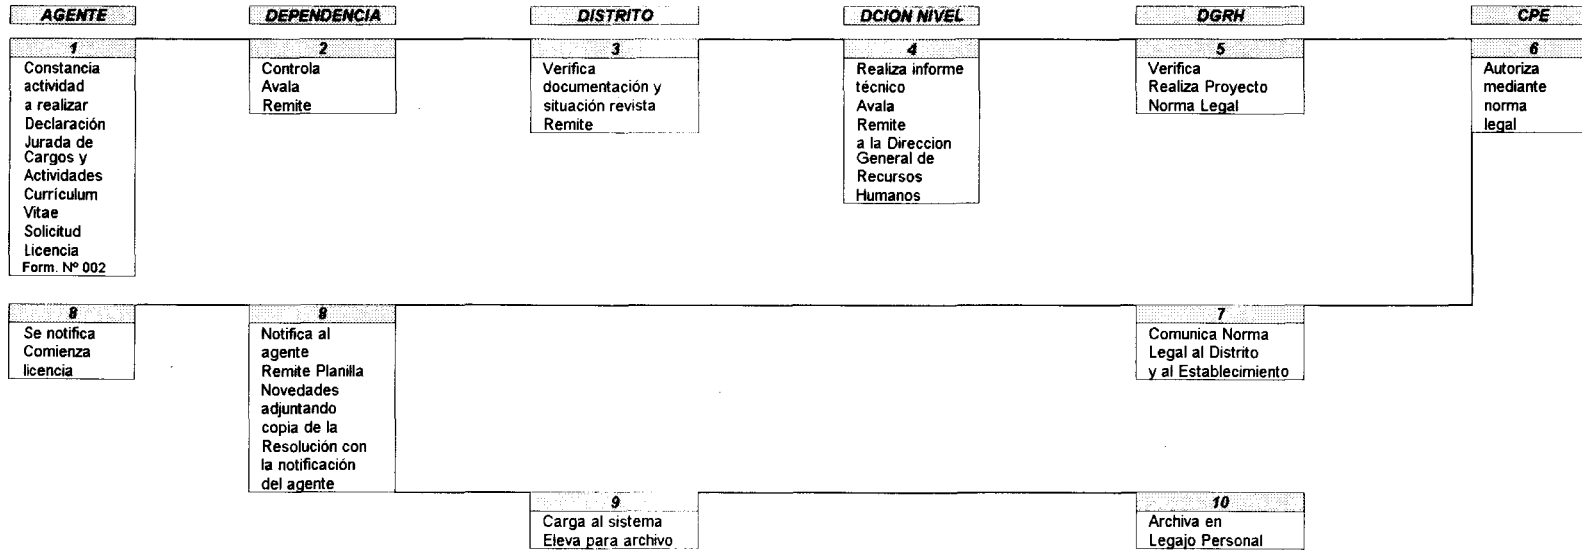 AGENTE
DEPENDENCIA
DISTRITO
DCION NIVEL
DGRH
CPE
1
Constancia
actividad
a realizar
Declaración
Jurada de
Cargos y
Actividades
Currículum
Vitae
Solicitud
Licencia
Form. Nº 002
2
Controla
Avala
Remite
3
Verifica
documentación y
situación revista
Remite
4
Realiza informe
técnico
Avala
Remite
a la Direccion
General de
Recursos
Humanos
5
Verifica
Realiza Proyecto
Norma Legal
6
Autoriza
mediante
norma
legal
8
Se notifica
Comienza
licencia
8
Notifica al
agente
Remite Planilla
Novedades
adjuntando
copia de la
Resolución con
la notificación
del agente
7
Comunica Norma
Legal al Distrito
y al Establecimiento
9
Carga al sistema
Eleva para archivo
10
Archiva en
Legajo Personal